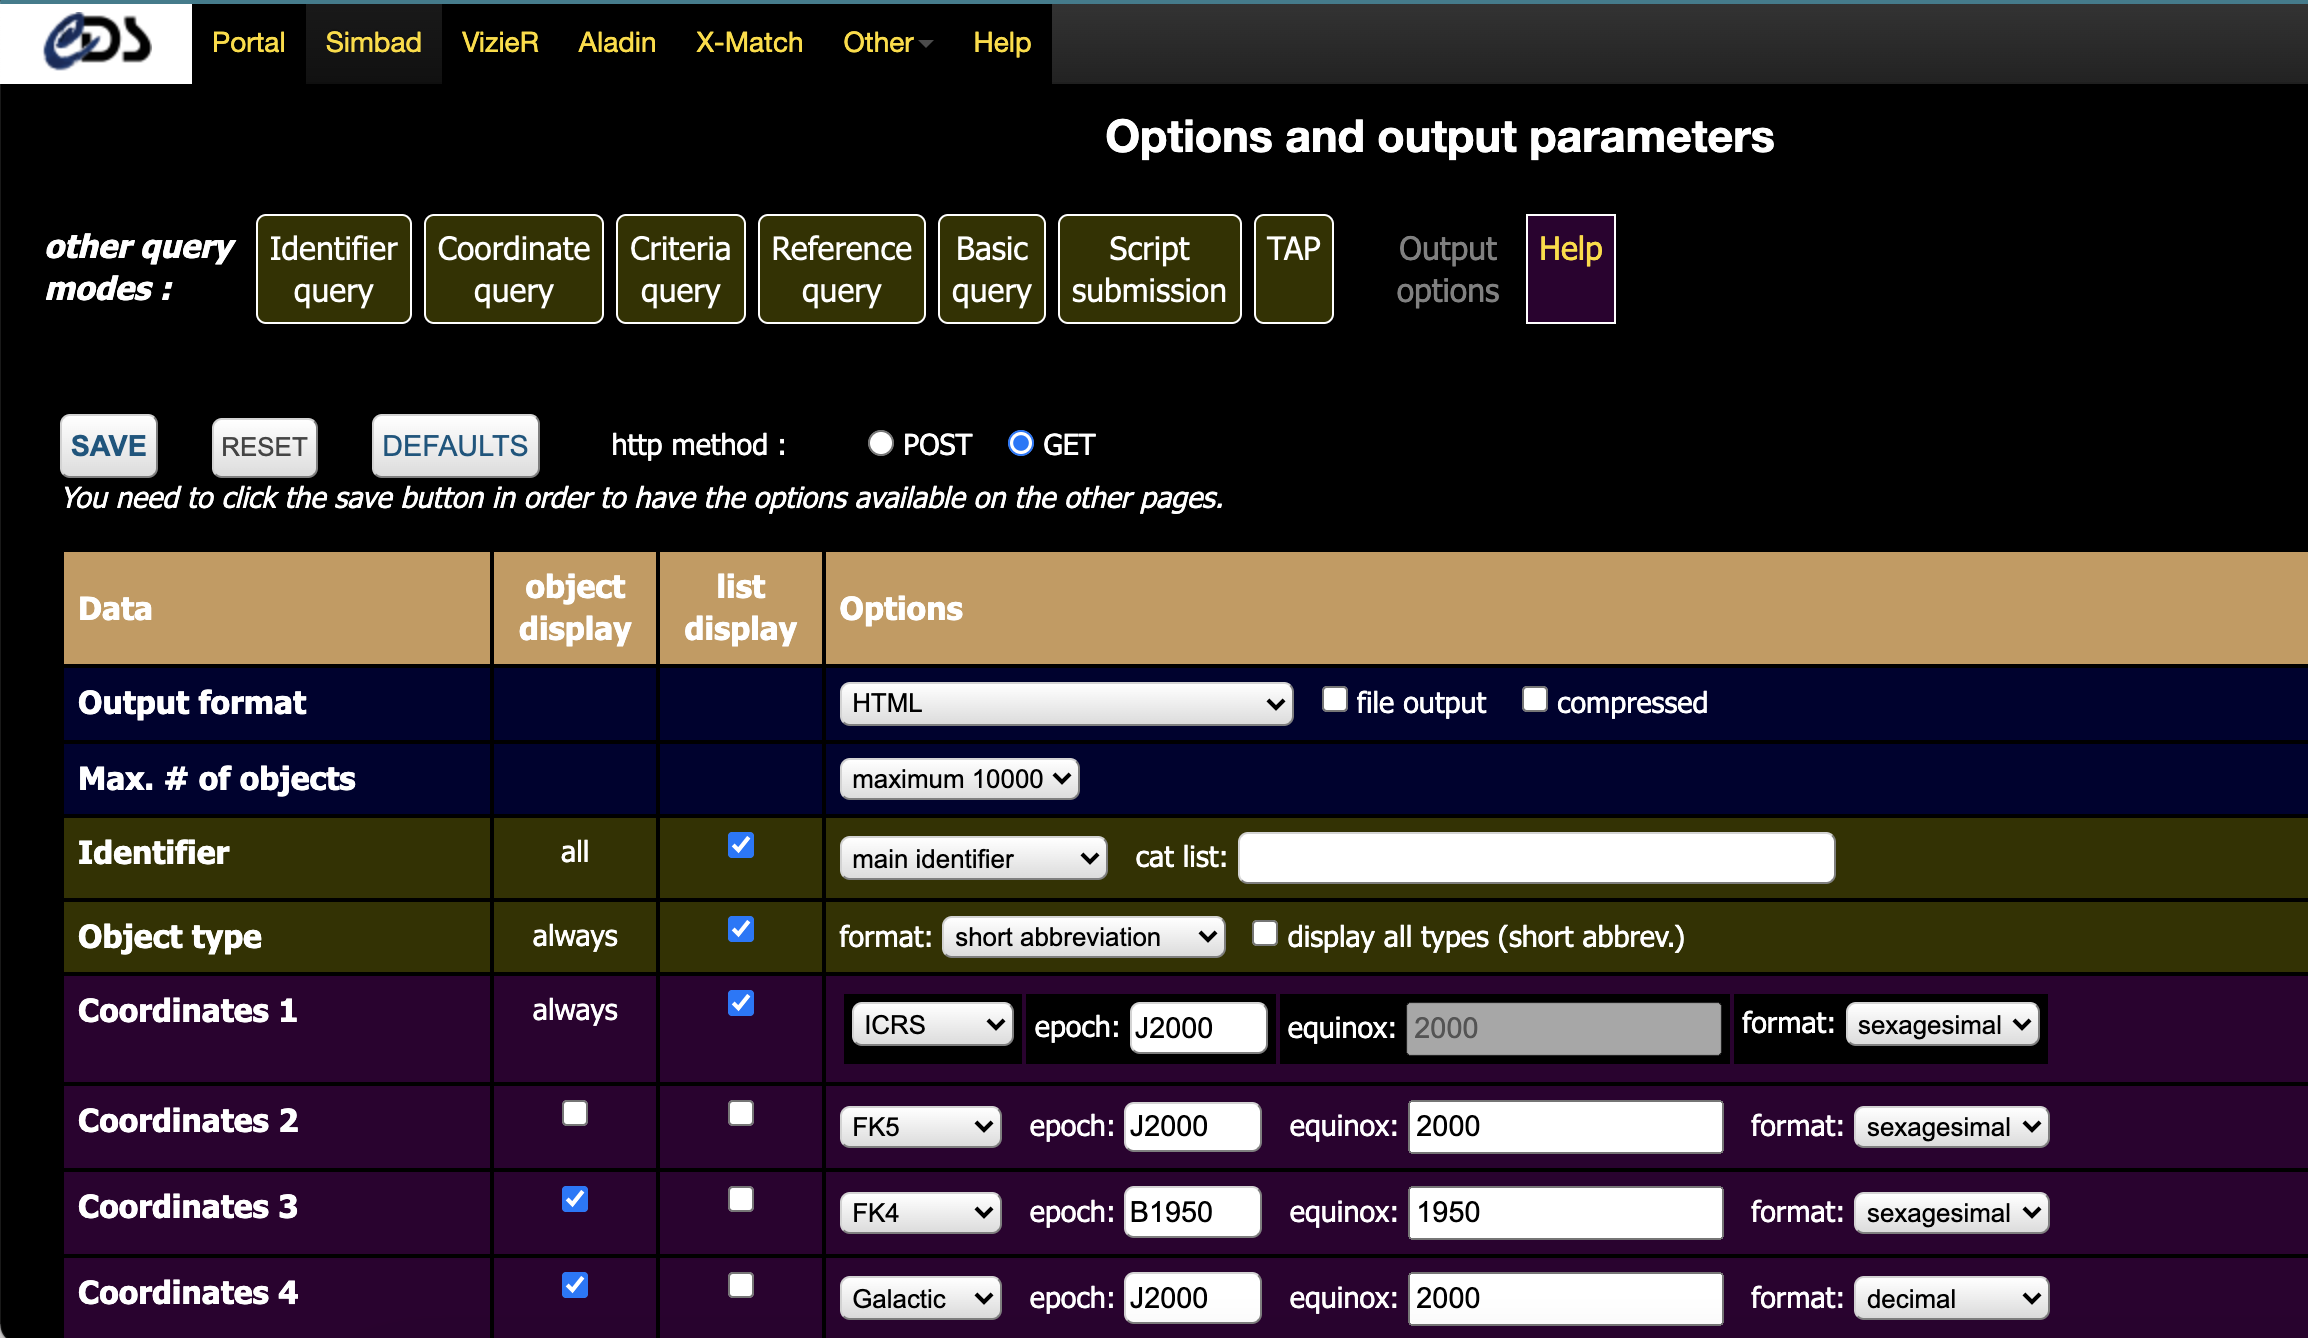 CDS Portal Simbad VizieR Aladin X-Match Other Help
Options and output parameters
other query modes :
Identifier query
Coordinate query
Criteria query
Reference query
Basic query
Script submission
TAP
Output options
Help
SAVE RESET DEFAULTS http method : POST GET
You need to click the save button in order to have the options available on the other pages.
Data object display list display Options
Output format HTML file output compressed
Max. # of objects maximum 10000
Identifier all main identifier cat list:
Object type always format: short abbreviation display all types (short abbrev.)
Coordinates 1 always ICRS epoch: J2000 equinox: 2000 format: sexagesimal
Coordinates 2 FK5 epoch: J2000 equinox: 2000 format: sexagesimal
Coordinates 3 FK4 epoch: B1950 equinox: 1950 format: sexagesimal
Coordinates 4 Galactic epoch: J2000 equinox: 2000 format: decimal